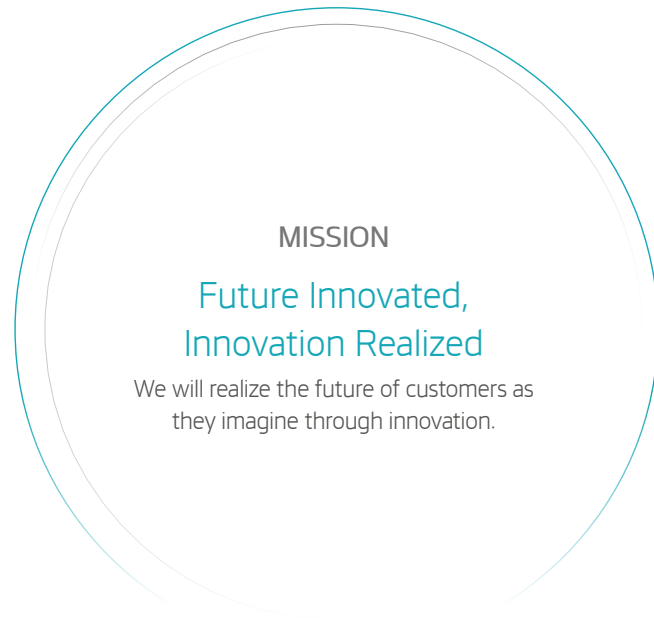 MISSION
Future Innovated,
Innovation Realized
We will realize the future of customers as
they imagine through innovation.